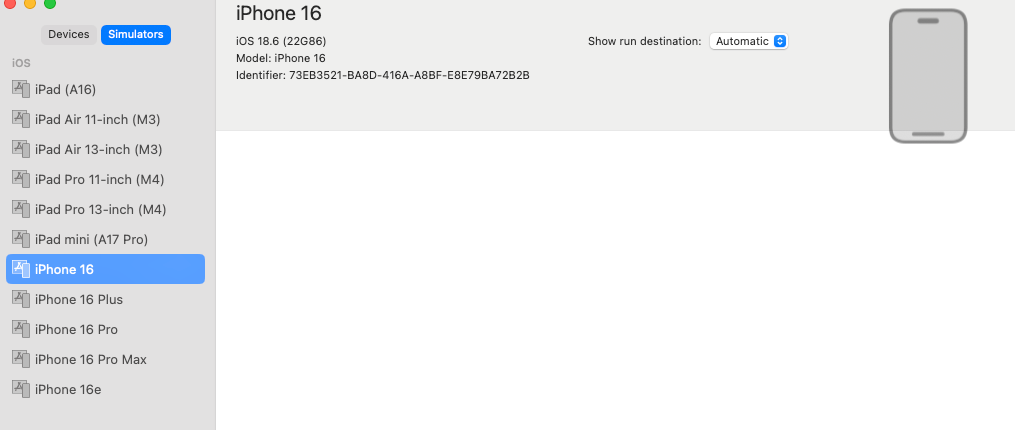 Devices
Simulators
iOS
iPad (A16)
iPad Air 11-inch (M3)
iPad Air 13-inch (M3)
iPad Pro 11-inch (M4)
iPad Pro 13-inch (M4)
iPad mini (A17 Pro)
iPhone 16
iPhone 16 Plus
iPhone 16 Pro
iPhone 16 Pro Max
iPhone 16e
iPhone 16
iOS 18.6 (22G86)
Model: iPhone 16
Identifier: 73EB3521-BA8D-416A-A8BF-E8E79BA72B2B
Show run destination: Automatic